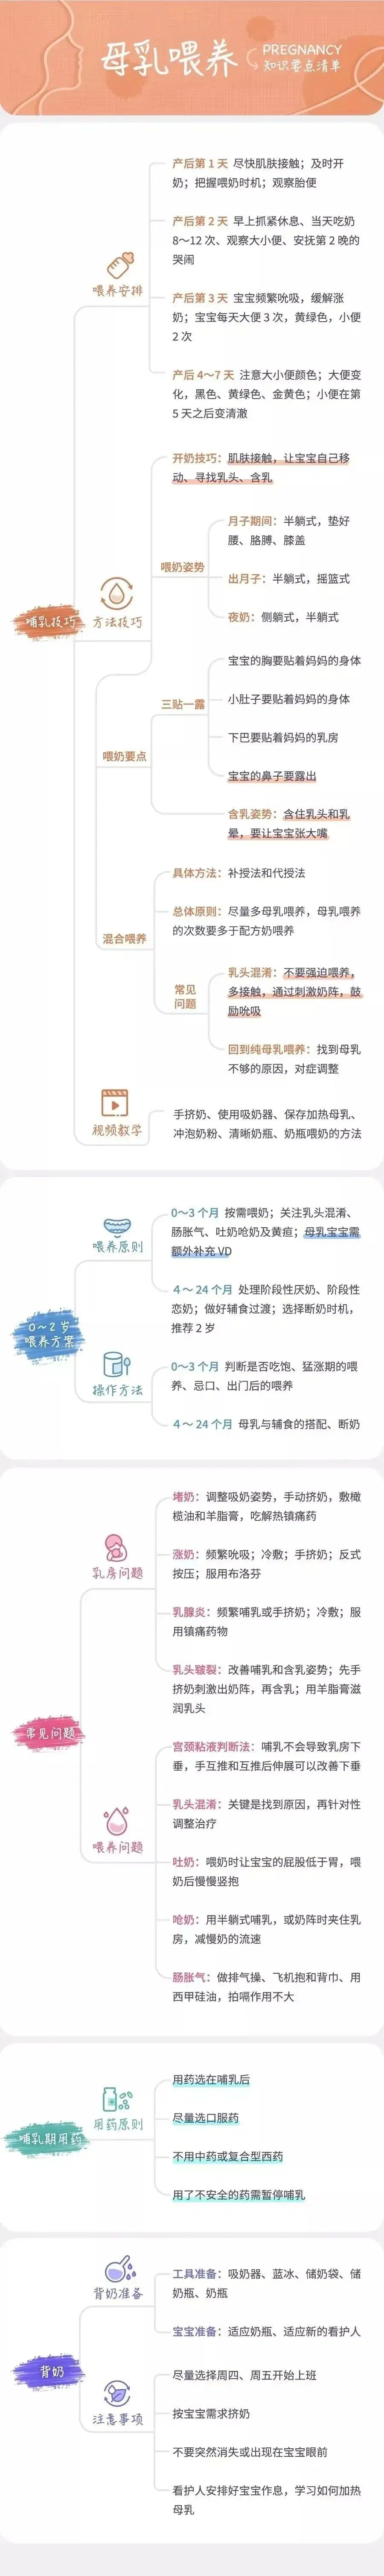 母乳喂养
PREGNANCY
知识要点清单
产后第 1 天 尽快肌肤接触；及时开
奶；把握喂奶时机；观察胎便
产后第 2 天 早上抓紧休息、当天吃奶
8～12 次、观察大小便、安抚第 2 晚的
哭闹
喂养安排
产后第 3 天 宝宝频繁吮吸，缓解涨
奶；宝宝每天大便 3 次，黄绿色，小便
2 次
产后 4～7 天 注意大小便颜色；大便变
化，黑色、黄绿色、金黄色；小便在第
5 天之后变清澈
开奶技巧：肌肤接触，让宝宝自己移
动、寻找乳头、含乳
月子期间：半躺式，垫好
腰、胳膊、膝盖
喂奶姿势
出月子：半躺式，摇篮式
夜奶：侧躺式，半躺式
哺乳技巧
方法技巧
宝宝的胸要贴着妈妈的身体
小肚子要贴着妈妈的身体
三贴一露
下巴要贴着妈妈的乳房
喂奶要点
宝宝的鼻子要露出
含乳姿势：含住乳头和乳
晕，要让宝宝张大嘴
具体方法：补授法和代授法
总体原则：尽量多母乳喂养，母乳喂养
的次数要多于配方奶喂养
混合喂养
乳头混淆：不要强迫喂养，
多接触，通过刺激奶阵，鼓
励吮吸
常见
问题
回到纯母乳喂养：找到母乳
不够的原因，对症调整
视频教学
手挤奶、使用吸奶器、保存加热母乳、
冲泡奶粉、清晰奶瓶、奶瓶喂奶的方法
0～3 个月 按需喂奶；关注乳头混淆、
肠胀气、吐奶呛奶及黄疸；母乳宝宝需
额外补充 VD
喂养原则
4 ～ 24 个月 处理阶段性厌奶、阶段性
恋奶；做好辅食过渡；选择断奶时机，
推荐 2 岁
0～2 岁
喂养方案
0～3 个月 判断是否吃饱、猛涨期的喂
养、忌口、出门后的喂养
操作方法
4 ～ 24 个月 母乳与辅食的搭配、断奶
堵奶：调整吸奶姿势，手动挤奶，敷橄
榄油和羊脂膏，吃解热镇痛药
涨奶：频繁吮吸；冷敷；手挤奶；反式
按压；服用布洛芬
乳房问题
乳腺炎：频繁哺乳或手挤奶；冷敷；服
用镇痛药物
乳头皲裂：改善哺乳和含乳姿势；先手
挤奶刺激出奶阵，再含乳；用羊脂膏滋
润乳头
常见问题
宫颈粘液判断法：哺乳不会导致乳房下
垂，手互推和互推后伸展可以改善下垂
乳头混淆：关键是找到原因，再针对性
调整治疗
喂养问题
吐奶：喂奶时让宝宝的屁股低于胃，喂
奶后慢慢竖抱
呛奶：用半躺式哺乳，或奶阵时夹住乳
房，减慢奶的流速
肠胀气：做排气操、飞机抱和背巾、用
西甲硅油，拍嗝作用不大
用药选在哺乳后
尽量选口服药
用药原则
哺乳期用药
不用中药或复合型西药
用了不安全的药需暂停哺乳
工具准备：吸奶器、蓝冰、储奶袋、储
奶瓶、奶瓶
背奶准备
宝宝准备：适应奶瓶、适应新的看护人
背奶
尽量选择周四、周五开始上班
按宝宝需求挤奶
注意事项
不要突然消失或出现在宝宝眼前
看护人安排好宝宝作息，学习如何加热
母乳